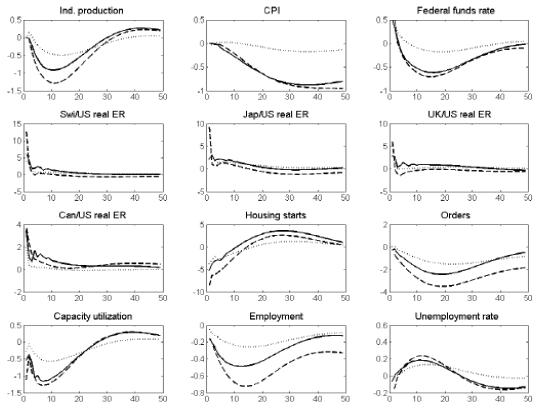 Ind. production CPI Federal funds rate
0.5 0.5 0.5
0 0 0
-0.5 -0.5
-0.5
-1 -1
-1.5 -1 -1
0 10 20 30 40 50 0 10 20 30 40 50 0 10 20 30 40 50
Swi/US real ER Jap/US real ER UK/US real ER
15 10 10
10
5 5 5
0 0 0
-5 -5 -5
0 10 20 30 40 50 0 10 20 30 40 50 0 10 20 30 40 50
Can/US real ER Housing starts Orders
4 5 2
2 0 0
0 -5 -2
-2 -10 -4
0 10 20 30 40 50 0 10 20 30 40 50 0 10 20 30 40 50
Capacity utilization Employment Unemployment rate
0.5 0 0.6
0 -0.2 0.4
-0.5 -0.4 0.2
-1 -0.6 0
-1.5 -0.8 -0.2
0 10 20 30 40 50 0 10 20 30 40 50 0 10 20 30 40 50